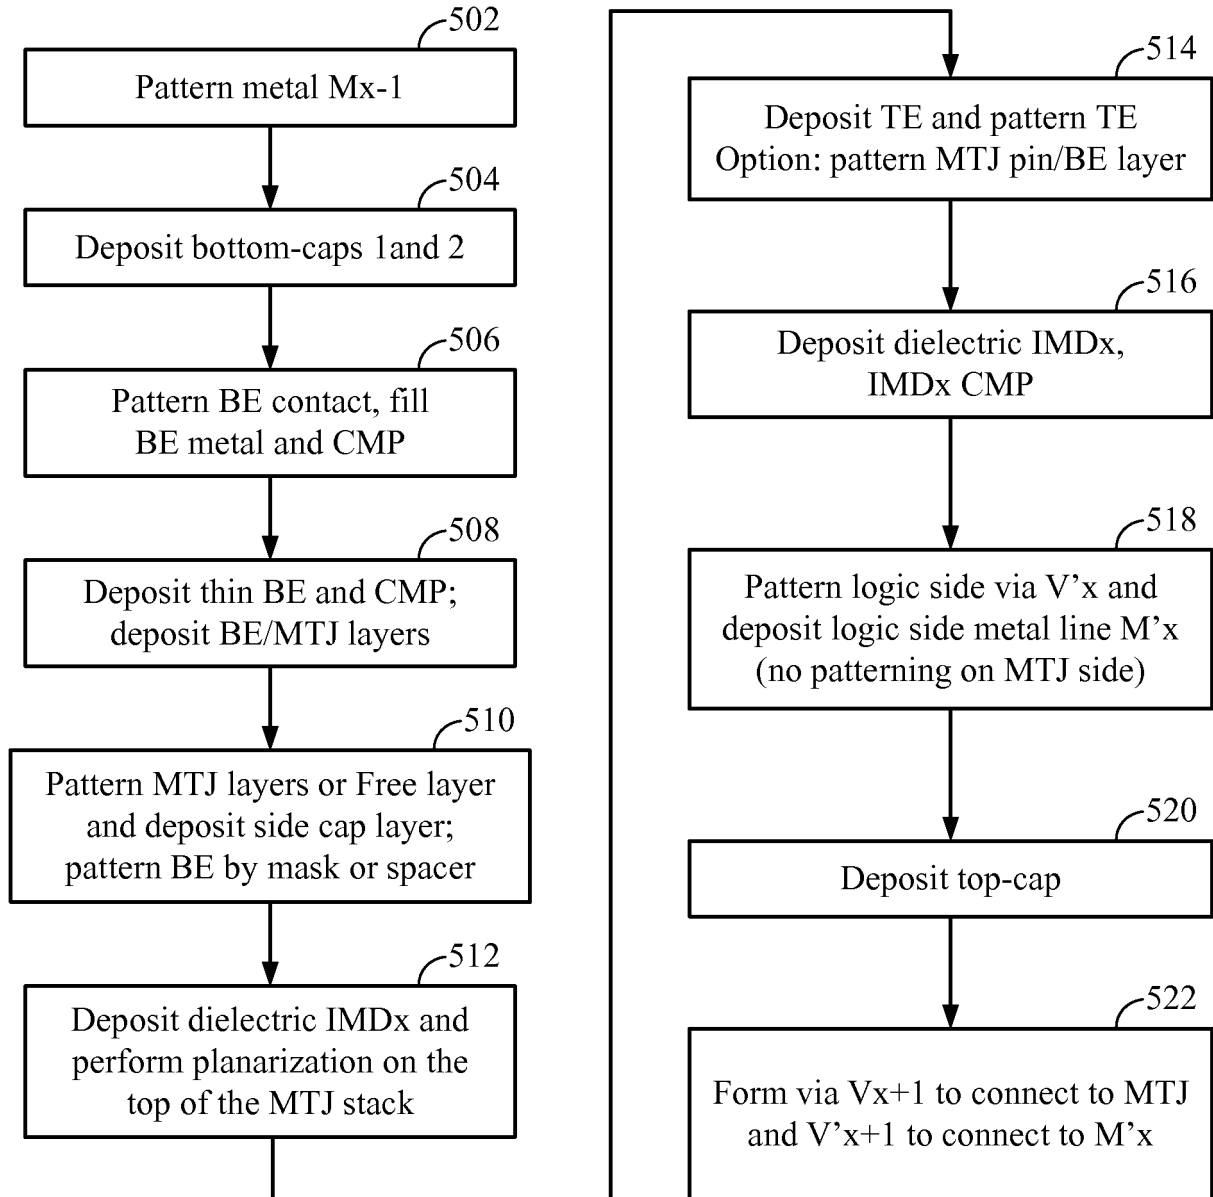 502
Pattern metal Mx-1
504
Deposit bottom-caps 1and 2
506
Pattern BE contact, fill
BE metal and CMP
508
Deposit thin BE and CMP;
deposit BE/MTJ layers
510
Pattern MTJ layers or Free layer
and deposit side cap layer;
pattern BE by mask or spacer
512
Deposit dielectric IMDx and
perform planarization on the
top of the MTJ stack
514
Deposit TE and pattern TE
Option: pattern MTJ pin/BE layer
516
Deposit dielectric IMDx,
IMDx CMP
518
Pattern logic side via V’x and
deposit logic side metal line M’x
(no patterning on MTJ side)
520
Deposit top-cap
522
Form via Vx+1 to connect to MTJ
and V’x+1 to connect to M’x